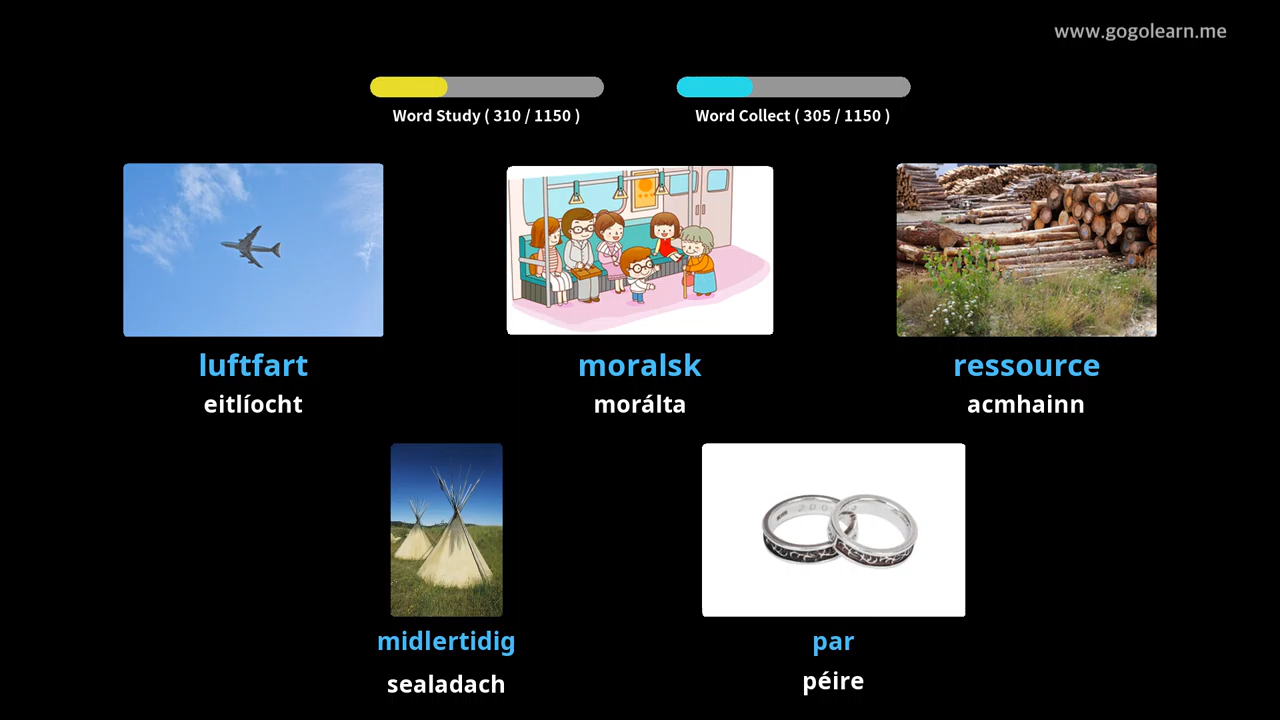 www.gogolearn.me
Word Study ( 310 / 1150 )
Word Collect ( 305 / 1150 )
luftfart
eitlíocht
moralsk
morálta
ressource
acmhainn
midlertidig
sealadach
par
péire